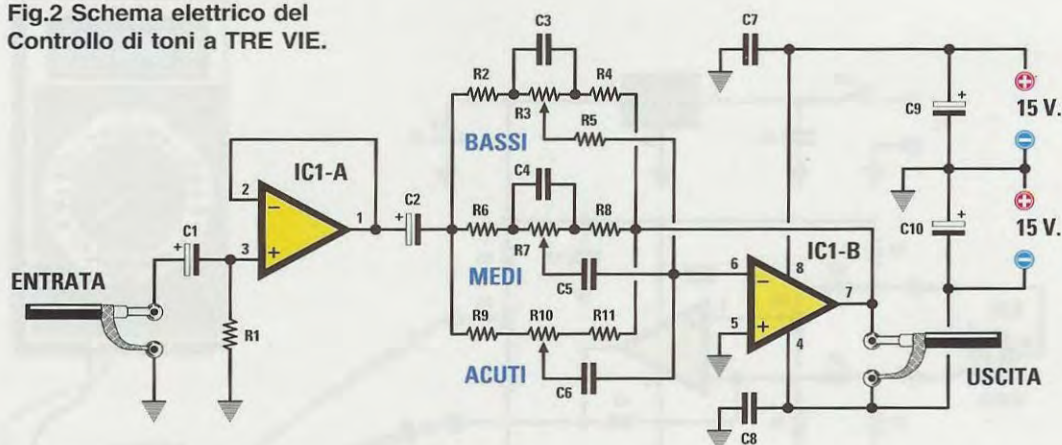 Fig.2 Schema elettrico del
Controllo di toni a TRE VIE.
C3
R2
R4
R3
R5
BASSI
C7
C9
15 V.
IC1-A
2
3
1
C1
C2
ENTRATA
R1
C4
R6
R8
R7
C5
MEDI
R9
R10
R11
C6
ACUTI
IC1-B
6
5
8
7
4
C10
15 V.
C8
USCITA